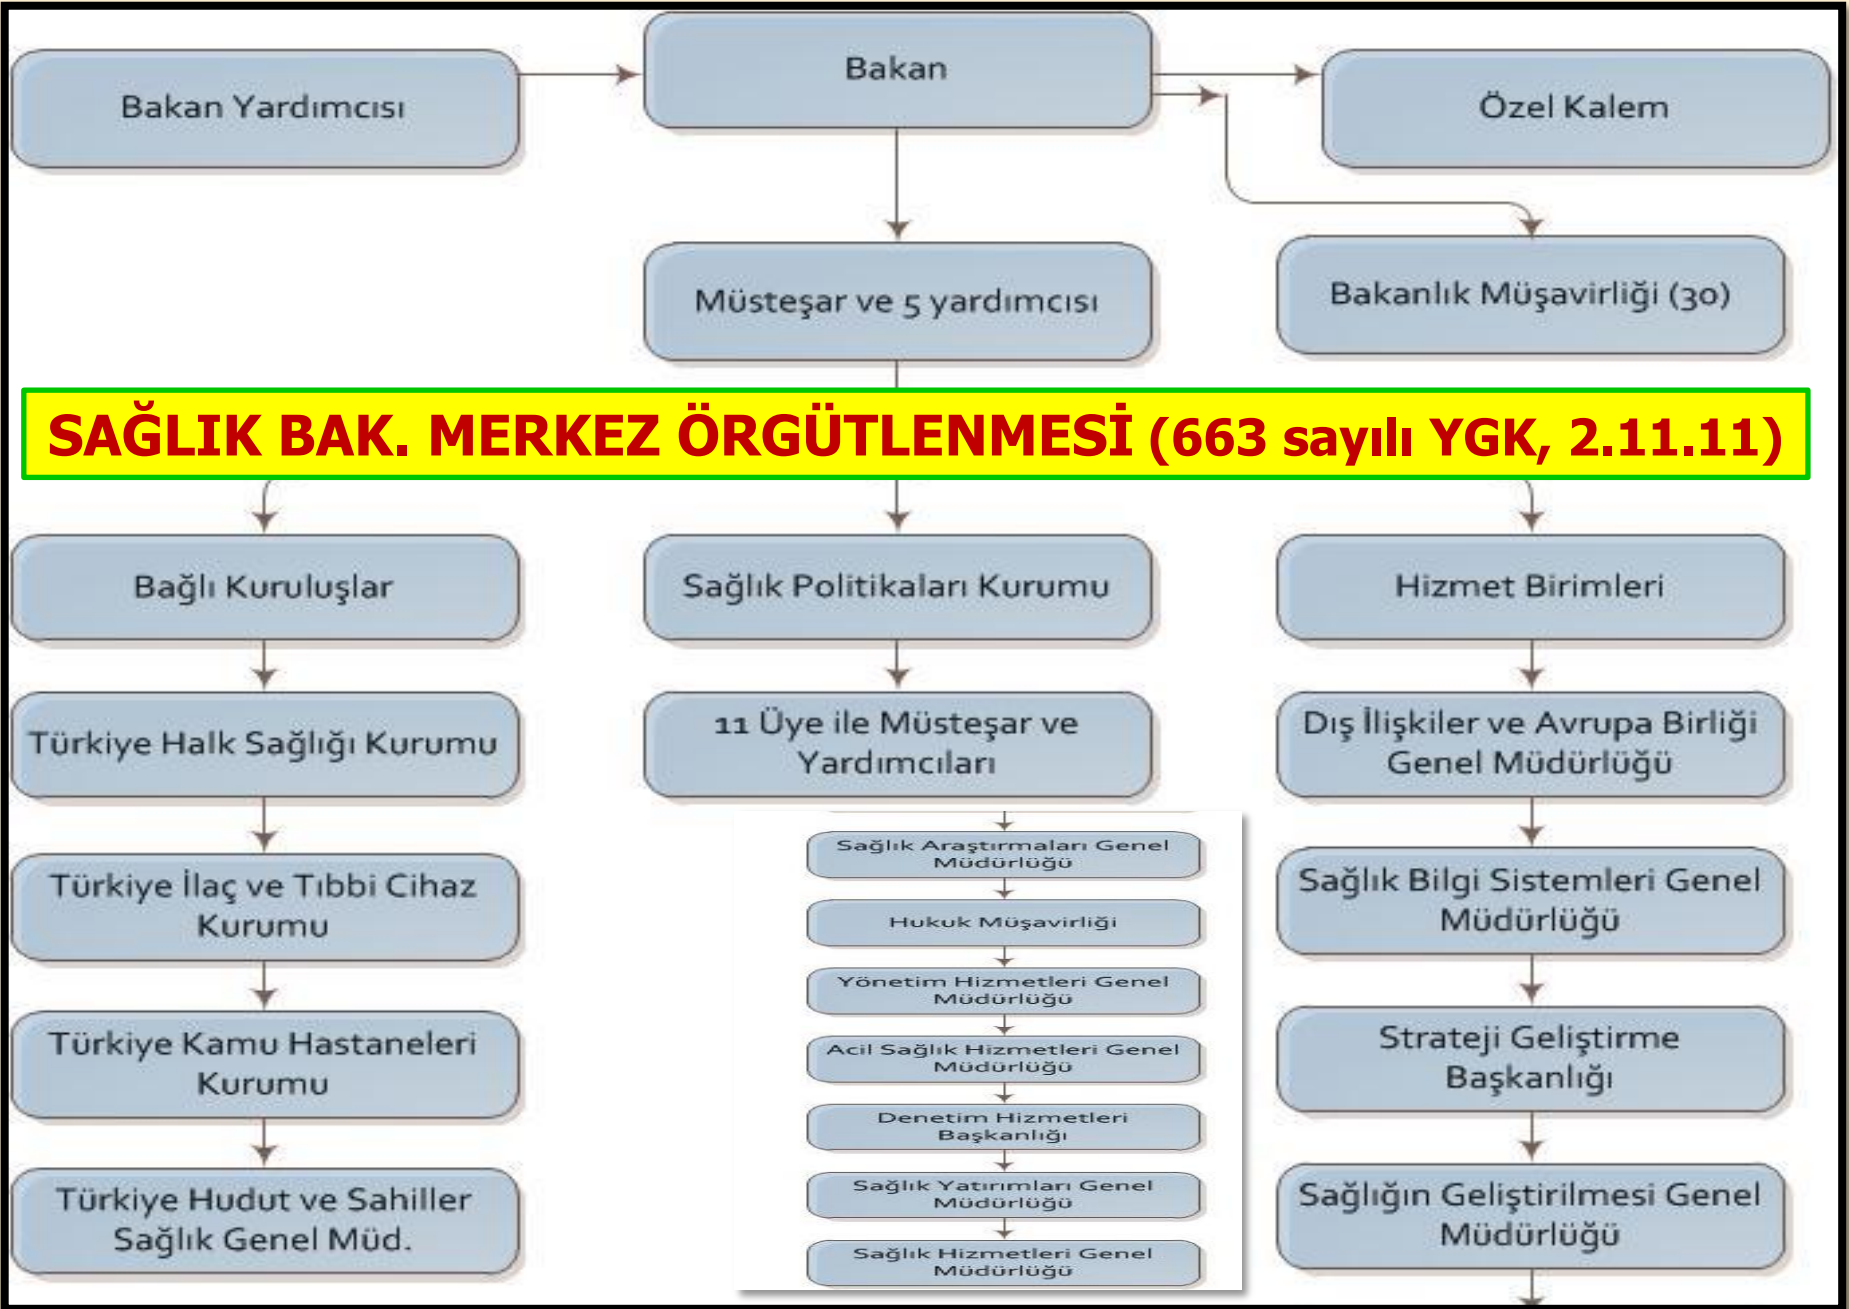 Bakan Yardımcısı
Bakan
Özel Kalem
Müsteşar ve 5 yardımcısı
Bakanlık Müşavirliği (30)
SAĞLIK BAK. MERKEZ ÖRGÜTLENMESİ (663 sayılı YGK, 2.11.11)
Bağlı Kuruluşlar
Türkiye Halk Sağlığı Kurumu
Türkiye İlaç ve Tıbbi Cihaz
Kurumu
Türkiye Kamu Hastaneleri
Kurumu
Türkiye Hudut ve Sahiller
Sağlık Genel Müd.
Sağlık Politikaları Kurumu
11 Üye ile Müsteşar ve
Yardımcıları
Sağlık Araştırmaları Genel
Müdürlüğü
Hukuk Müşavirliği
Yönetim Hizmetleri Genel
Müdürlüğü
Acil Sağlık Hizmetleri Genel
Müdürlüğü
Denetim Hizmetleri
Başkanlığı
Sağlık Yatırımları Genel
Müdürlüğü
Sağlık Hizmetleri Genel
Müdürlüğü
Hizmet Birimleri
Dış İlişkiler ve Avrupa Birliği
Genel Müdürlüğü
Sağlık Bilgi Sistemleri Genel
Müdürlüğü
Strateji Geliştirme
Başkanlığı
Sağlığın Geliştirilmesi Genel
Müdürlüğü